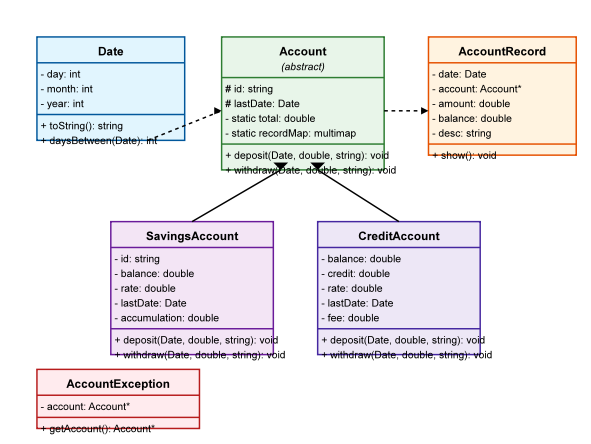 Date
- day: int
- month: int
- year: int
+ toString(): string
+ daysBetween(Date): int
Account
(abstract)
# id: string
# lastDate: Date
- static total: double
- static recordMap: multimap
+ deposit(Date, double, string): void
+ withdraw(Date, double, string): void
AccountRecord
- date: Date
- account: Account*
- amount: double
- balance: double
- desc: string
+ show(): void
SavingsAccount
- id: string
- balance: double
- rate: double
- lastDate: Date
- accumulation: double
+ deposit(Date, double, string): void
+ withdraw(Date, double, string): void
CreditAccount
- balance: double
- credit: double
- rate: double
- lastDate: Date
- fee: double
+ deposit(Date, double, string): void
+ withdraw(Date, double, string): void
AccountException
- account: Account*
+ getAccount(): Account*